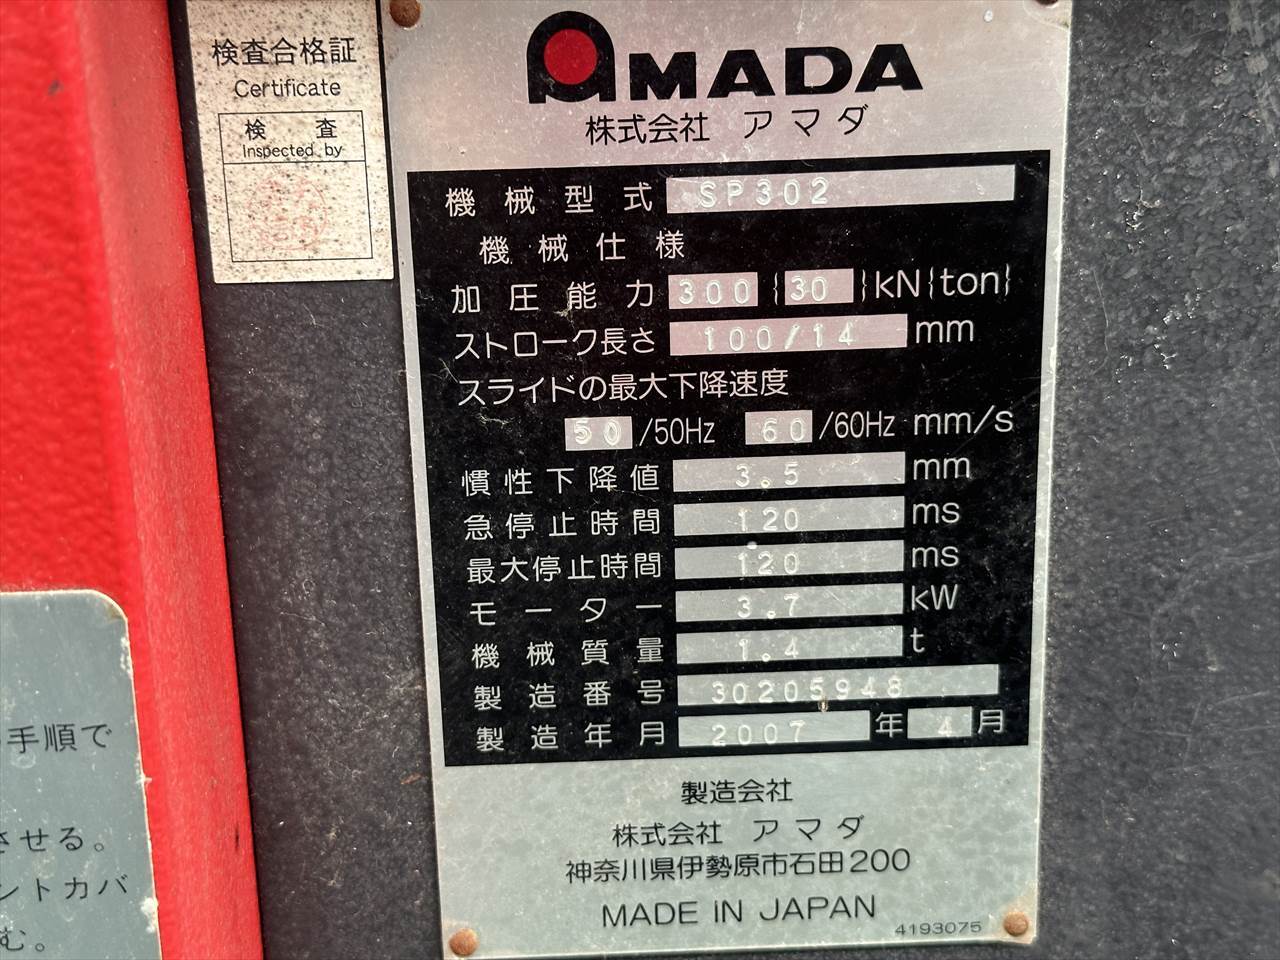 検査合格証
Certificate
検 査
Inspected by
AMADA
株式会社 アマダ
機械型式 SP302
機械仕様
加圧能力 300 {30} kN{ton}
ストローク長さ 100/14 mm
スライドの最大下降速度
50 /50Hz 60 /60Hz mm/s
慣性下降値 3.5 mm
急停止時間 120 ms
最大停止時間 120 ms
モーター 3.7 kW
機械質量 1.4 t
製造番号 30205948
製造年月 2007 年 4 月
製造会社
株式会社 アマダ
神奈川県伊勢原市石田200
MADE IN JAPAN
4193075
手順で
させる。
ントカバ
む。